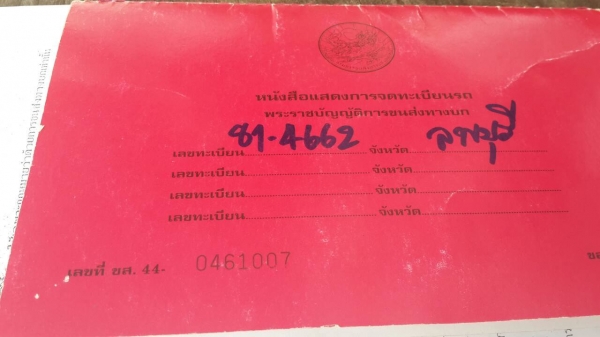 หนังสือแสดงการจดทะเบียนรถ
พระราชบัญญัติการขนส่งทางบก
เลขทะเบียน 81-4662 จังหวัด ลพบุรี
เลขทะเบียน จังหวัด
เลขทะเบียน จังหวัด
เลขทะเบียน จังหวัด
เลขที่ ขส. 44- 0461007